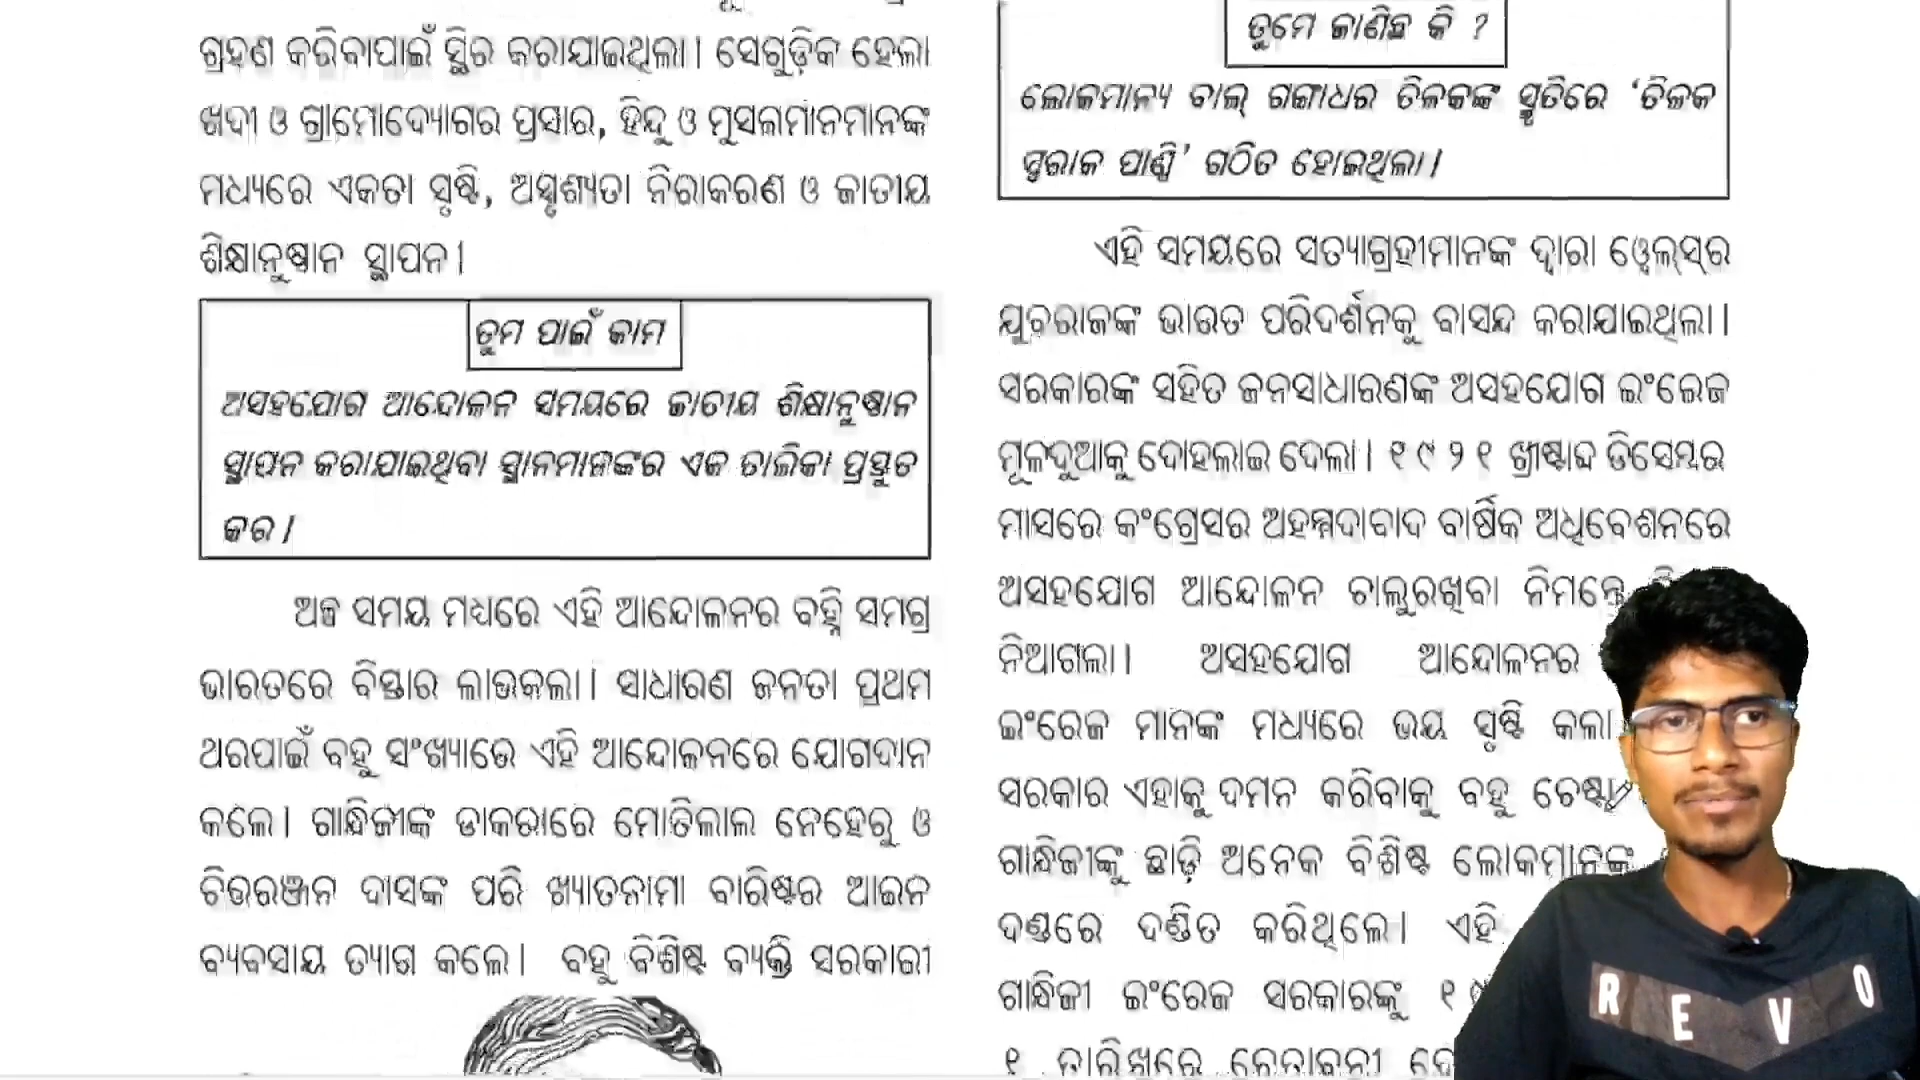 ଗ୍ରହଣ କରିବାପାଇଁ ସ୍ଥିର କରାଯାଇଥିଲା। ସେଗୁଡ଼ିକ ହେଲା
ଖଦୀ ଓ ଗ୍ରାମୋଦ୍ୟୋଗର ପ୍ରସାର, ହିନ୍ଦୁ ଓ ମୁସଲମାନମାନଙ୍କ
ମଧ୍ୟରେ ଏକତା ସୃଷ୍ଟି, ଅସ୍ପୃଶ୍ୟତା ନିରାକରଣ ଓ ଜାତୀୟ
ଶିକ୍ଷାନୁଷ୍ଠାନ ସ୍ଥାପନ।
ତୁମ ପାଇଁ କାମ
ଅସହଯୋଗ ଆନ୍ଦୋଳନ ସମୟରେ ଜାତୀୟ ଶିକ୍ଷାନୁଷ୍ଠାନ
ସ୍ଥାପନ କରାଯାଇଥିବା ସ୍ଥାନମାନଙ୍କର ଏକ ତାଲିକା ପ୍ରସ୍ତୁତ
କର।
ଅଳ୍ପ ସମୟ ମଧ୍ୟରେ ଏହି ଆନ୍ଦୋଳନର ବହ୍ନି ସମଗ୍ର
ଭାରତରେ ବିସ୍ତାର ଲାଭକଲା। ସାଧାରଣ ଜନତା ପ୍ରଥମ
ଥରପାଇଁ ବହୁ ସଂଖ୍ୟାରେ ଏହି ଆନ୍ଦୋଳନରେ ଯୋଗଦାନ
କଲେ। ଗାନ୍ଧିଜୀଙ୍କ ଡାକରାରେ ମୋତିଲାଲ ନେହେରୁ ଓ
ଚିତ୍ତରଞ୍ଜନ ଦାସଙ୍କ ପରି ଖ୍ୟାତନାମା ବାରିଷ୍ଟର ଆଇନ
ବ୍ୟବସାୟ ତ୍ୟାଗ କଲେ। ବହୁ ବିଶିଷ୍ଟ ବ୍ୟକ୍ତି ସରକାରୀ
ତୁମେ ଜାଣିଛ କି ?
ଲୋକମାନ୍ୟ ବାଲ୍ ଗଙ୍ଗାଧର ତିଳକଙ୍କ ସ୍ମୃତିରେ ‘ତିଳକ
ସ୍ବରାଜ ପାଣ୍ଠି’ ଗଠିତ ହୋଇଥିଲା।
ଏହି ସମୟରେ ସତ୍ୟାଗ୍ରହୀମାନଙ୍କ ଦ୍ୱାରା ୱେଲ୍‌ସ୍‌ର
ଯୁବରାଜଙ୍କ ଭାରତ ପରିଦର୍ଶନକୁ ବାସନ୍ଦ କରାଯାଇଥିଲା।
ସରକାରଙ୍କ ସହିତ ଜନସାଧାରଣଙ୍କ ଅସହଯୋଗ ଇଂରେଜ
ମୂଳଦୁଆକୁ ଦୋହଲାଇ ଦେଲା। ୧୯୨୧ ଖ୍ରୀଷ୍ଟାବ୍ଦ ଡିସେମ୍ବର
ମାସରେ କଂଗ୍ରେସର ଅହମ୍ମଦାବାଦ ବାର୍ଷିକ ଅଧିବେଶନରେ
ଅସହଯୋଗ ଆନ୍ଦୋଳନ ଚାଲୁରଖିବା ନିମନ୍ତେ
ନିଆଗଲା। ଅସହଯୋଗ ଆନ୍ଦୋଳନର
ଇଂରେଜ ମାନଙ୍କ ମଧ୍ୟରେ ଭୟ ସୃଷ୍ଟି କଲା
ସରକାର ଏହାକୁ ଦମନ କରିବାକୁ ବହୁ ଚେଷ୍ଟା
ଗାନ୍ଧିଜୀଙ୍କୁ ଛାଡ଼ି ଅନେକ ବିଶିଷ୍ଟ ଲୋକମାନଙ୍କୁ
ଦଣ୍ଡରେ ଦଣ୍ଡିତ କରିଥିଲେ। ଏହି
ଗାନ୍ଧିଜୀ ଇଂରେଜ ସରକାରଙ୍କୁ
୧ ତାରିଖରେ ଚେତାବନୀ
REVO